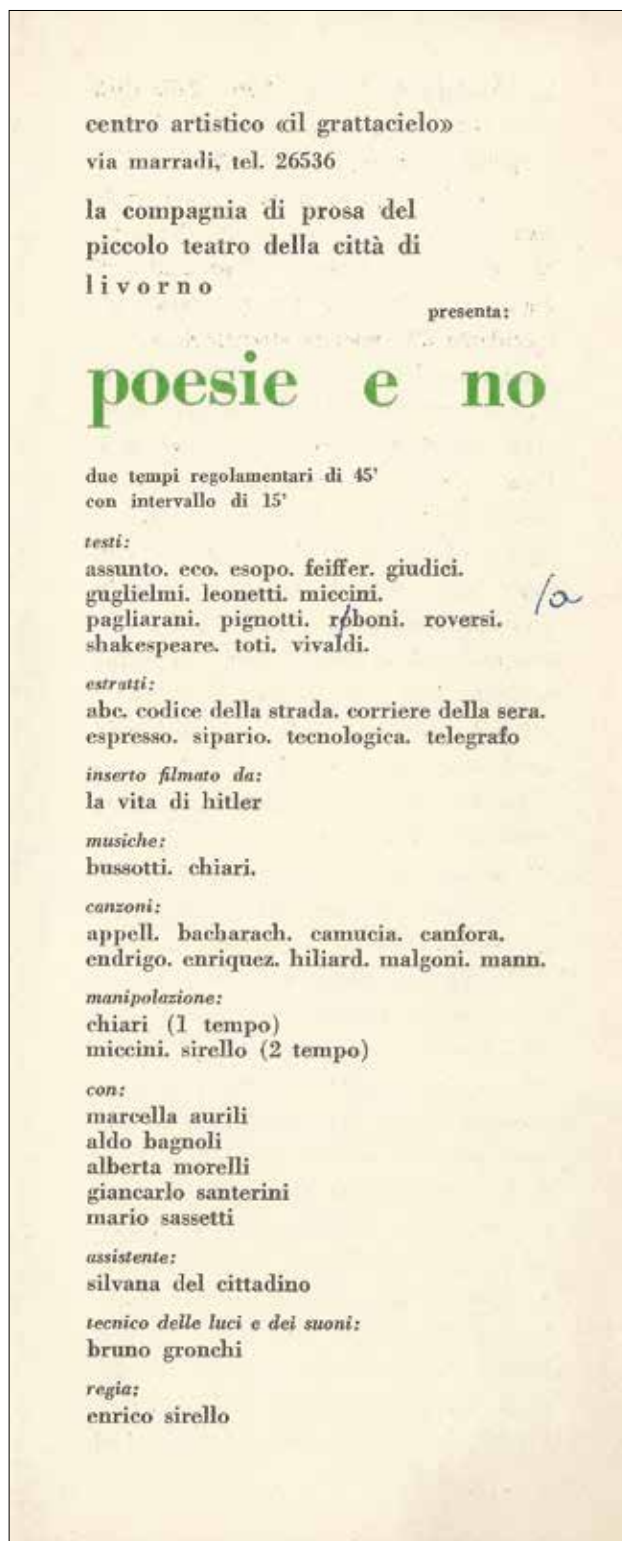 centro artistico «il grattacielo»
via marradi, tel. 26536
la compagnia di prosa del
piccolo teatro della città di
livorno
presenta:
poesie e no
due tempi regolamentari di 45'
con intervallo di 15'
testi:
assunto. eco. esopo. feiffer. giudici.
guglielmi. leonetti. miccini.
pagliarani. pignotti. roboni. roversi. /a
shakespeare. toti. vivaldi.
estratti:
abc. codice della strada. corriere della sera.
espresso. sipario. tecnologica. telegrafo
inserto filmato da:
la vita di hitler
musiche:
bussotti. chiari.
canzoni:
appell. bacharach. camucia. canfora.
endrigo. enriquez. hiliard. malgoni. mann.
manipolazione:
chiari (1 tempo)
miccini. sirello (2 tempo)
con:
marcella aurili
aldo bagnoli
alberta morelli
giancarlo santerini
mario sassetti
assistente:
silvana del cittadino
tecnico delle luci e dei suoni:
bruno gronchi
regia:
enrico sirello